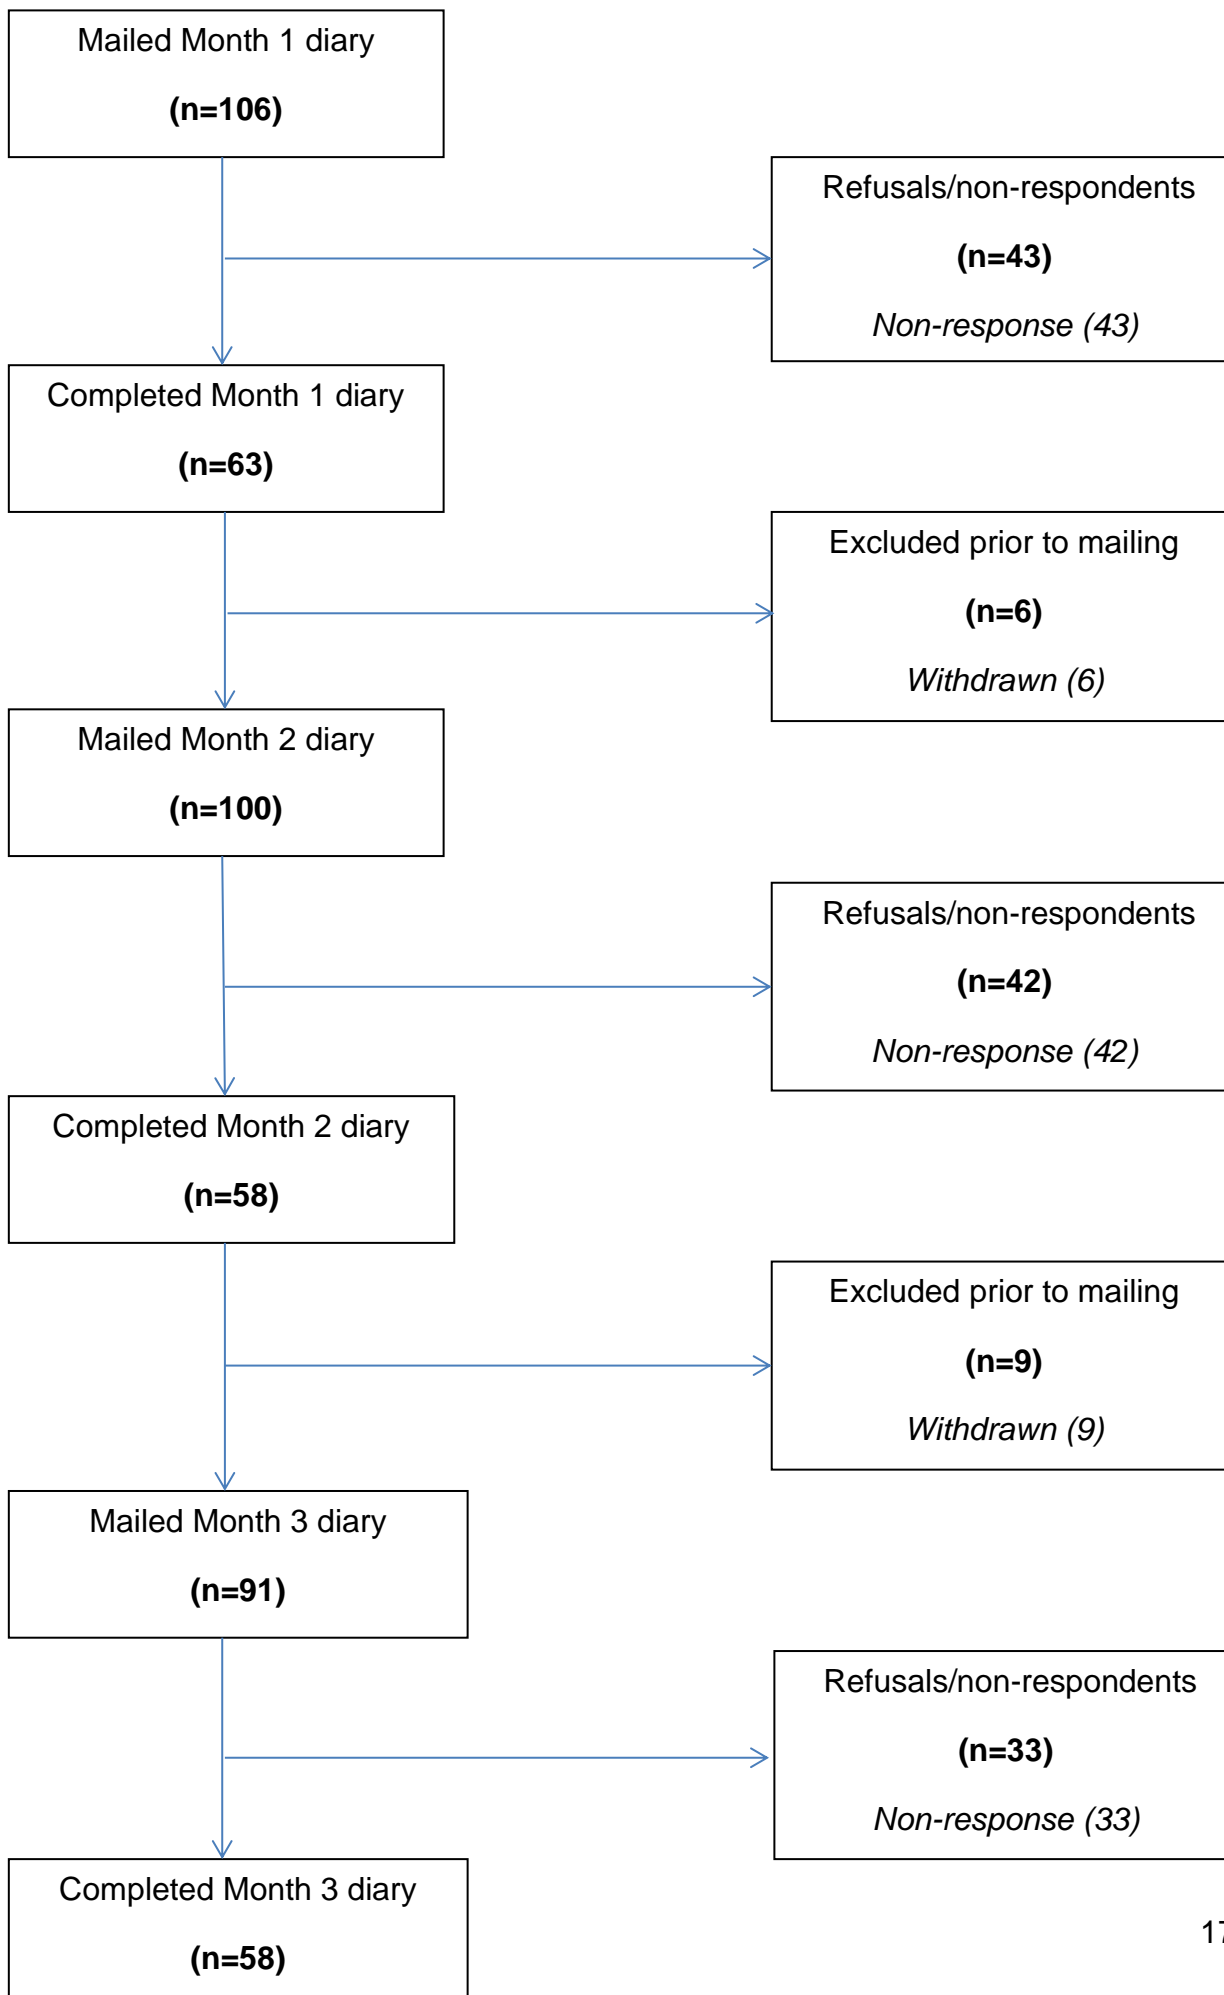 Mailed Month 1 diary
(n=106)
Refusals/non-respondents
(n=43)
Non-response (43)
Completed Month 1 diary
(n=63)
Excluded prior to mailing
(n=6)
Withdrawn (6)
Mailed Month 2 diary
(n=100)
Refusals/non-respondents
(n=42)
Non-response (42)
Completed Month 2 diary
(n=58)
Excluded prior to mailing
(n=9)
Withdrawn (9)
Mailed Month 3 diary
(n=91)
Refusals/non-respondents
(n=33)
Non-response (33)
Completed Month 3 diary
(n=58)
17